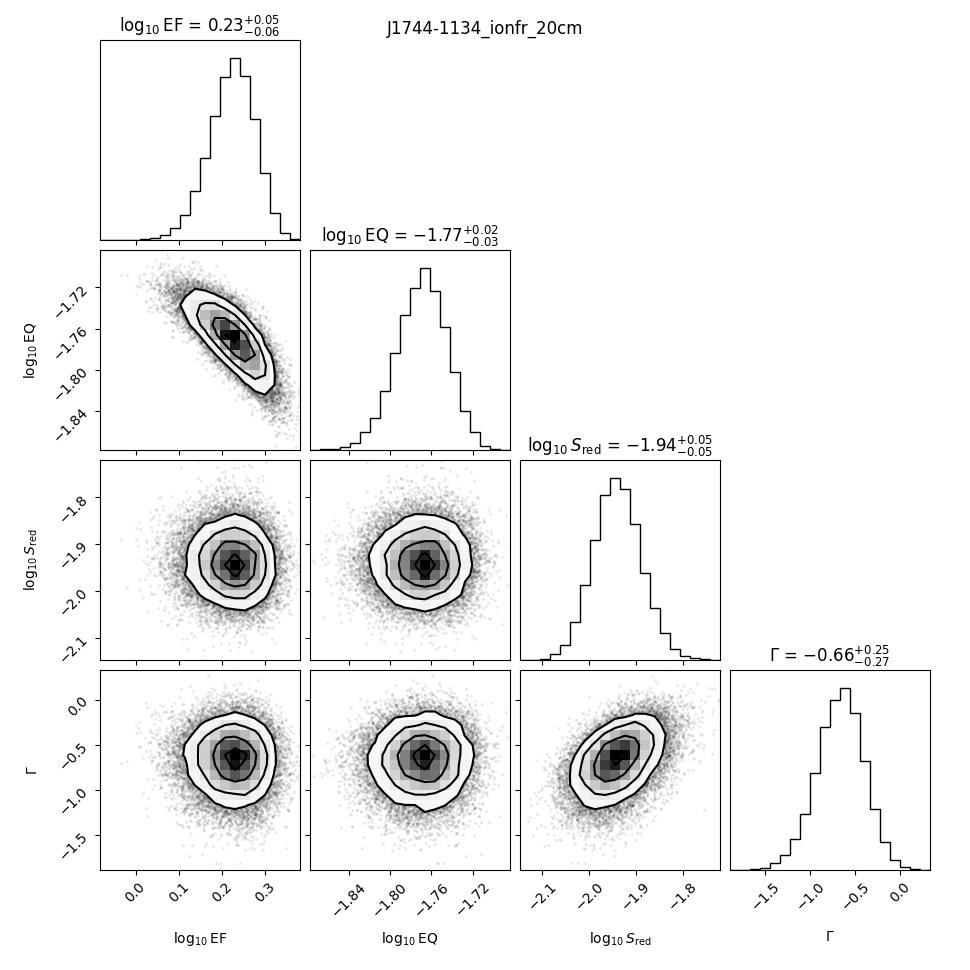 J1744-1134_ionfr_20cm
log₁₀ EF = 0.23+0.05−0.06
log₁₀ EQ = −1.77+0.02−0.03
−1.72
−1.76
−1.80
−1.84
log₁₀ EQ
log₁₀ Sred = −1.94+0.05−0.05
−1.8
−1.9
−2.0
−2.1
log₁₀ Sred
Γ = −0.66+0.25−0.27
0.0
−0.5
−1.0
−1.5
Γ
0.0 0.1 0.2 0.3
−1.84 −1.80 −1.76 −1.72
−2.1 −2.0 −1.9 −1.8
−1.5 −1.0 −0.5 0.0
log₁₀ EF
log₁₀ EQ
log₁₀ Sred
Γ